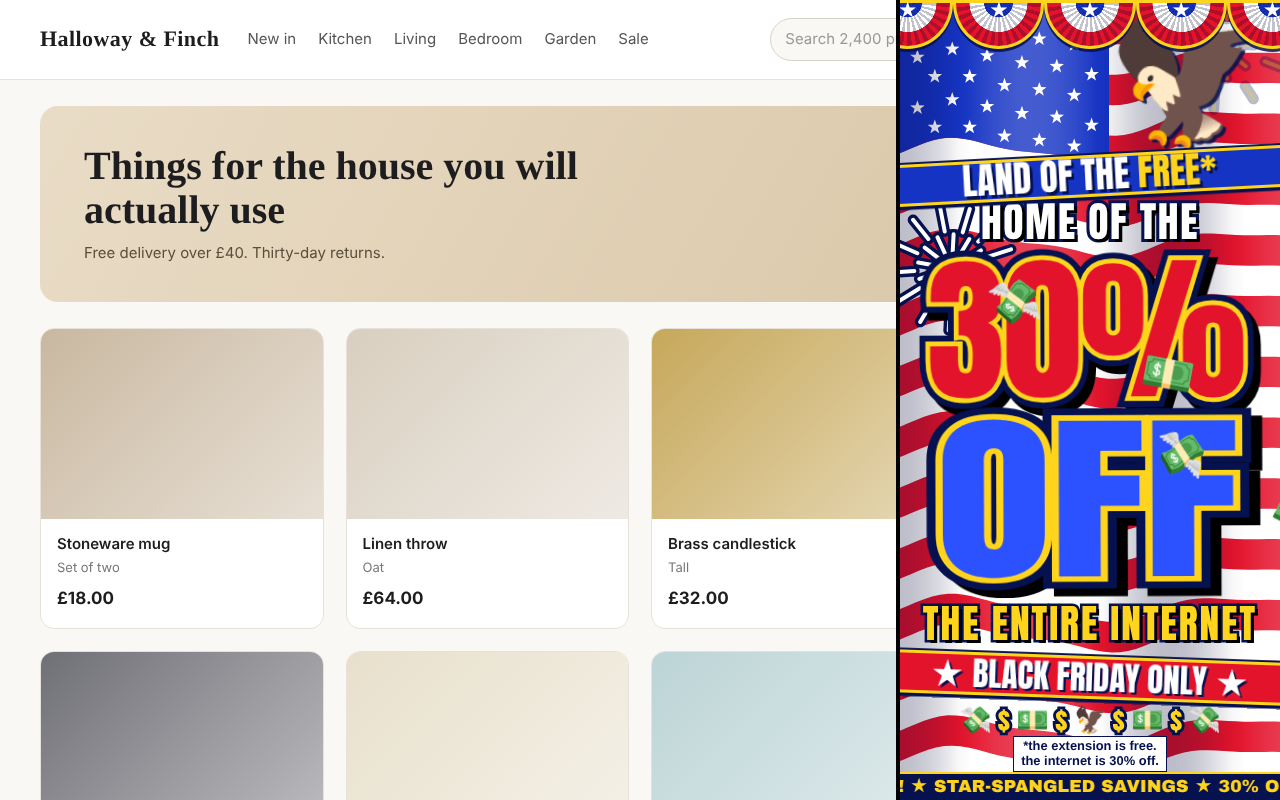 Halloway & Finch
New in
Kitchen
Living
Bedroom
Garden
Sale
Search 2,400
Things for the house you will
actually use
Free delivery over £40. Thirty-day returns.
Stoneware mug
Set of two
£18.00
Linen throw
Oat
£64.00
Brass candlestick
Tall
£32.00
LAND OF THE FREE*
HOME OF THE
30%
OFF
THE ENTIRE INTERNET
★ BLACK FRIDAY ONLY ★
$ $ $ $
*the extension is free.
the internet is 30% off.
! ★ STAR-SPANGLED SAVINGS ★ 30% O